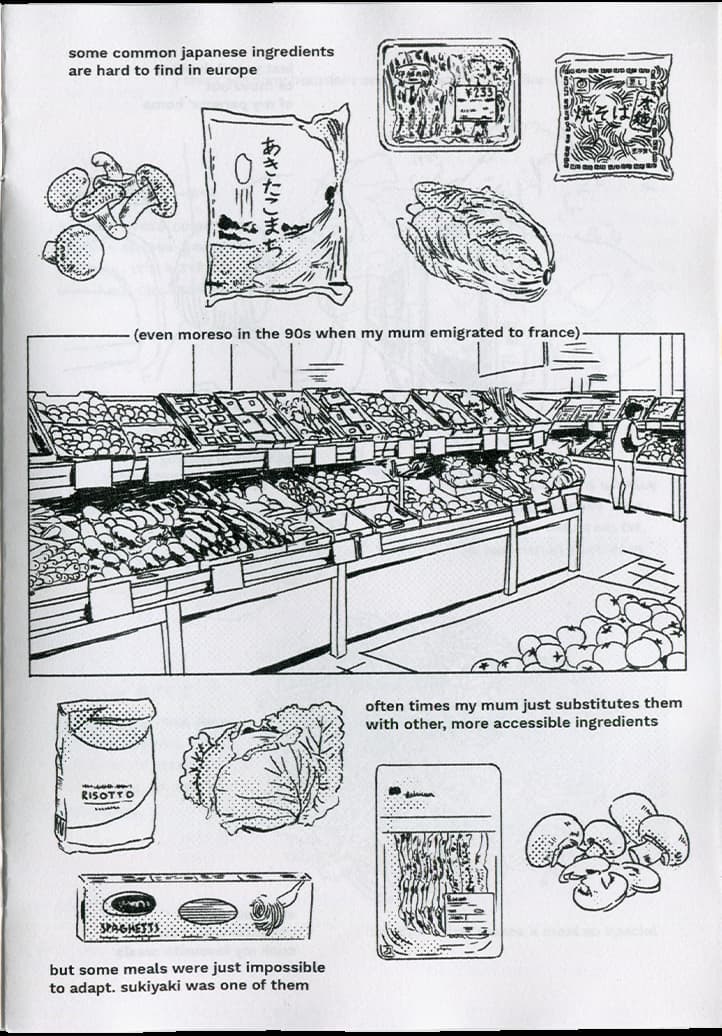 some common japanese ingredients
are hard to find in europe
¥233
あきたこまち
焼そば
(even moreso in the 90s when my mum emigrated to france)
often times my mum just substitutes them
with other, more accessible ingredients
RISOTTO
SPAGHETTI
but some meals were just impossible
to adapt. sukiyaki was one of them